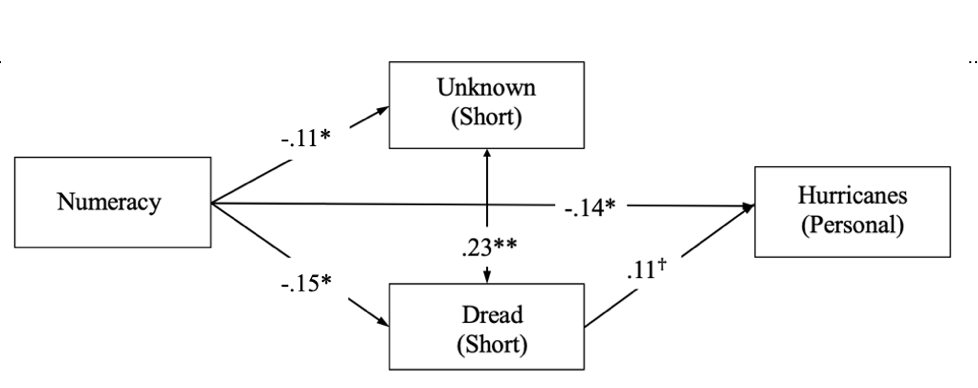 Unknown
(Short)
-.11*
Numeracy
Hurricanes
(Personal)
-.14*
.23**
.11†
-.15*
Dread
(Short)